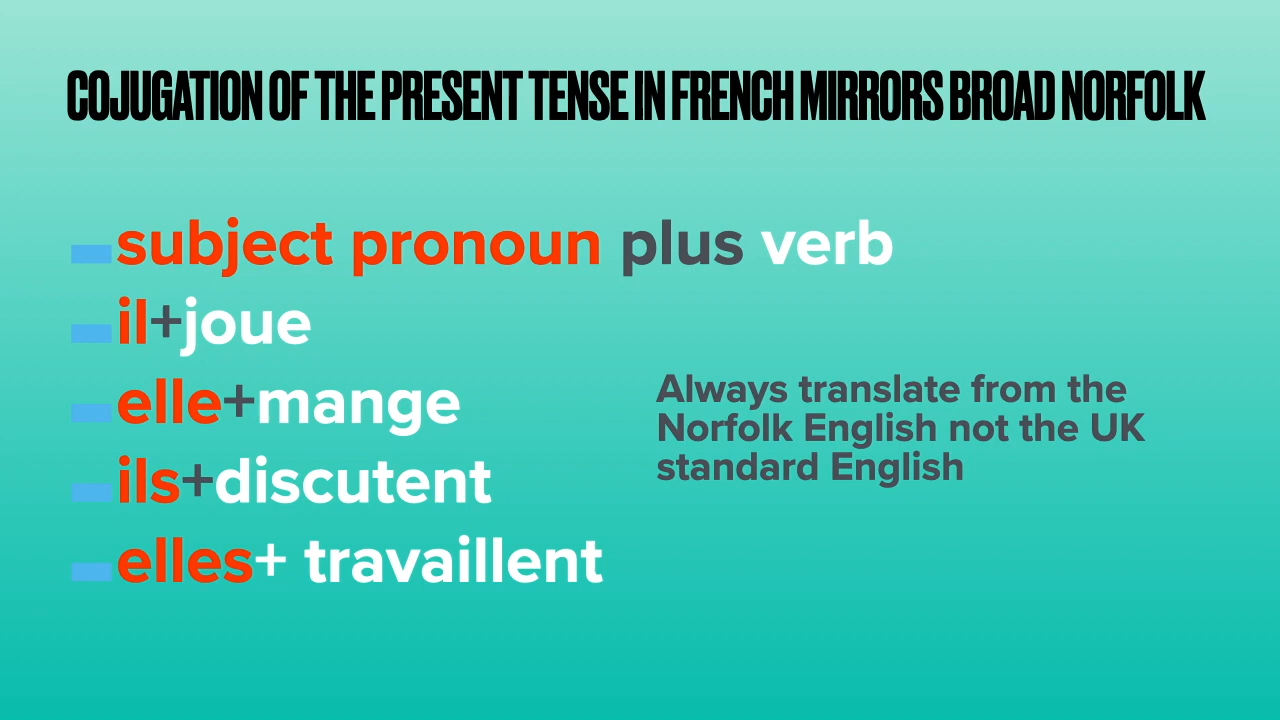 COJUGATION OF THE PRESENT TENSE IN FRENCH MIRRORS BROAD NORFOLK
subject pronoun plus verb
il+joue
elle+mange
ils+discutent
elles+ travaillent
Always translate from the
Norfolk English not the UK
standard English